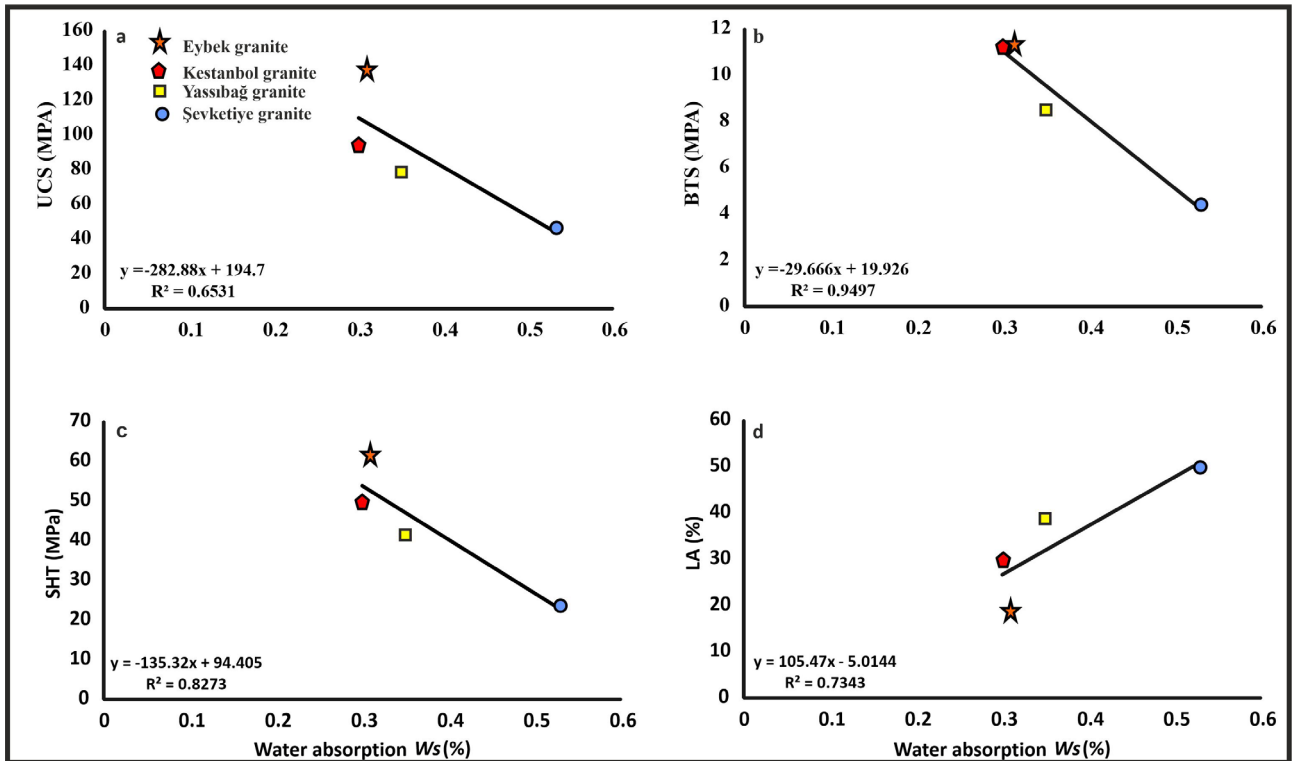 a
Eybek granite
Kestanbol granite
Yassıbağ granite
Şevketiye granite
UCS (MPA)
160
140
120
100
80
60
40
20
0
y =-282.88x + 194.7
R² = 0.6531
0 0.1 0.2 0.3 0.4 0.5 0.6
b
BTS (MPA)
12
10
8
6
4
2
0
y =-29.666x + 19.926
R² = 0.9497
0 0.1 0.2 0.3 0.4 0.5 0.6
c
SHT (MPa)
70
60
50
40
30
20
10
0
y = -135.32x + 94.405
R² = 0.8273
0 0.1 0.2 0.3 0.4 0.5 0.6
Water absorption Ws (%)
d
LA (%)
60
50
40
30
20
10
0
y = 105.47x - 5.0144
R² = 0.7343
0 0.1 0.2 0.3 0.4 0.5 0.6
Water absorption Ws (%)